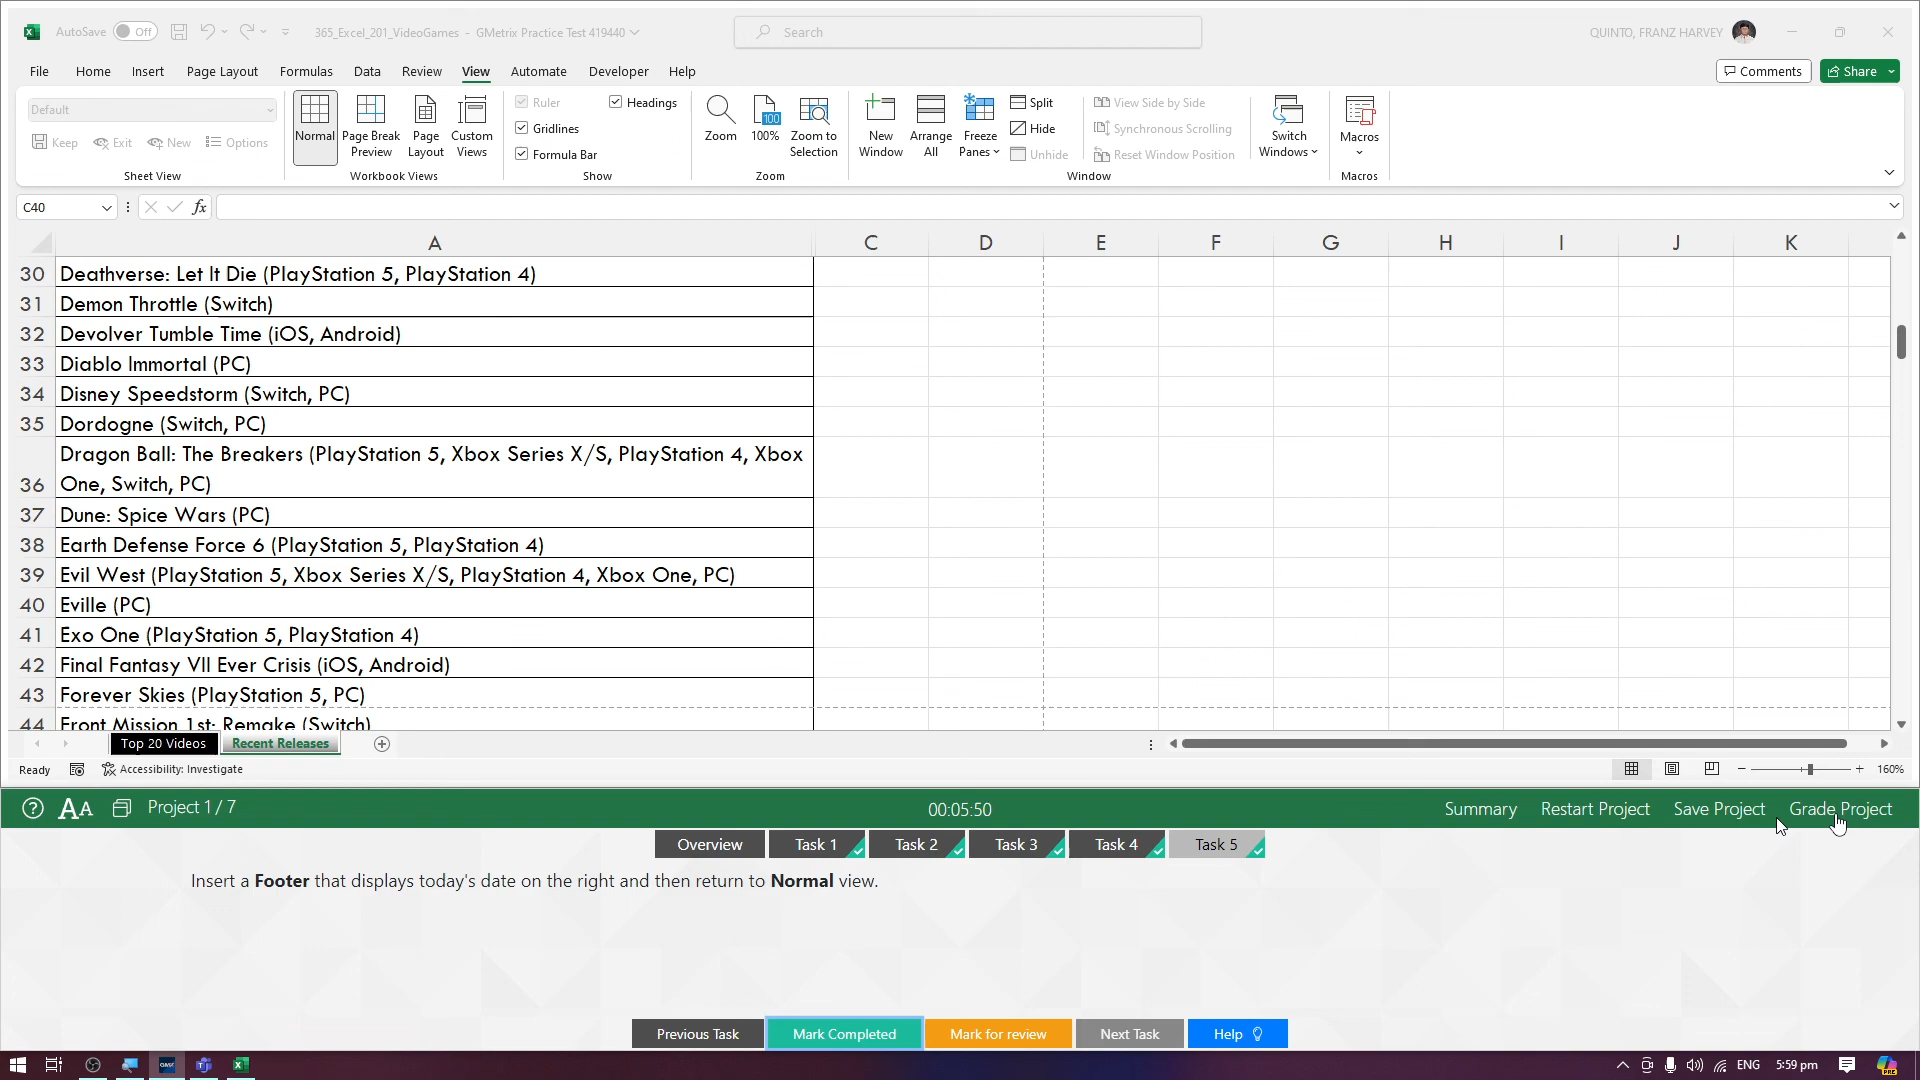 AutoSave Off 365_Excel_201_VideoGames - GMetrix Practice Test 419440 Search QUINTO, FRANZ HARVEY
File Home Insert Page Layout Formulas Data Review View Automate Developer Help Comments Share
Default
Keep Exit New Options
Sheet View
Normal
Page Break Preview
Page Layout
Custom Views
Workbook Views
Ruler
Gridlines
Formula Bar
Headings
Show
Zoom
100
100%
Zoom to Selection
Zoom
New Window
Arrange All
Freeze Panes
Split
Hide
Unhide
View Side by Side
Synchronous Scrolling
Reset Window Position
Window
Switch Windows
Macros
Macros
C40 fx
A C D E F G H I J K
30 Deathverse: Let It Die (PlayStation 5, PlayStation 4)
31 Demon Throttle (Switch)
32 Devolver Tumble Time (iOS, Android)
33 Diablo Immortal (PC)
34 Disney Speedstorm (Switch, PC)
35 Dordogne (Switch, PC)
Dragon Ball: The Breakers (PlayStation 5, Xbox Series X/S, PlayStation 4, Xbox
36 One, Switch, PC)
37 Dune: Spice Wars (PC)
38 Earth Defense Force 6 (PlayStation 5, PlayStation 4)
39 Evil West (PlayStation 5, Xbox Series X/S, PlayStation 4, Xbox One, PC)
40 Eville (PC)
41 Exo One (PlayStation 5, PlayStation 4)
42 Final Fantasy VII Ever Crisis (iOS, Android)
43 Forever Skies (PlayStation 5, PC)
44 Front Mission 1st: Remake (Switch)
Top 20 Videos Recent Releases
Ready Accessibility: Investigate 160%
? AA Project 1 / 7 00:05:50 Summary Restart Project Save Project Grade Project
Overview Task 1 Task 2 Task 3 Task 4 Task 5
Insert a Footer that displays today's date on the right and then return to Normal view.
Previous Task Mark Completed Mark for review Next Task Help
GMX ENG 5:59 pm PRE